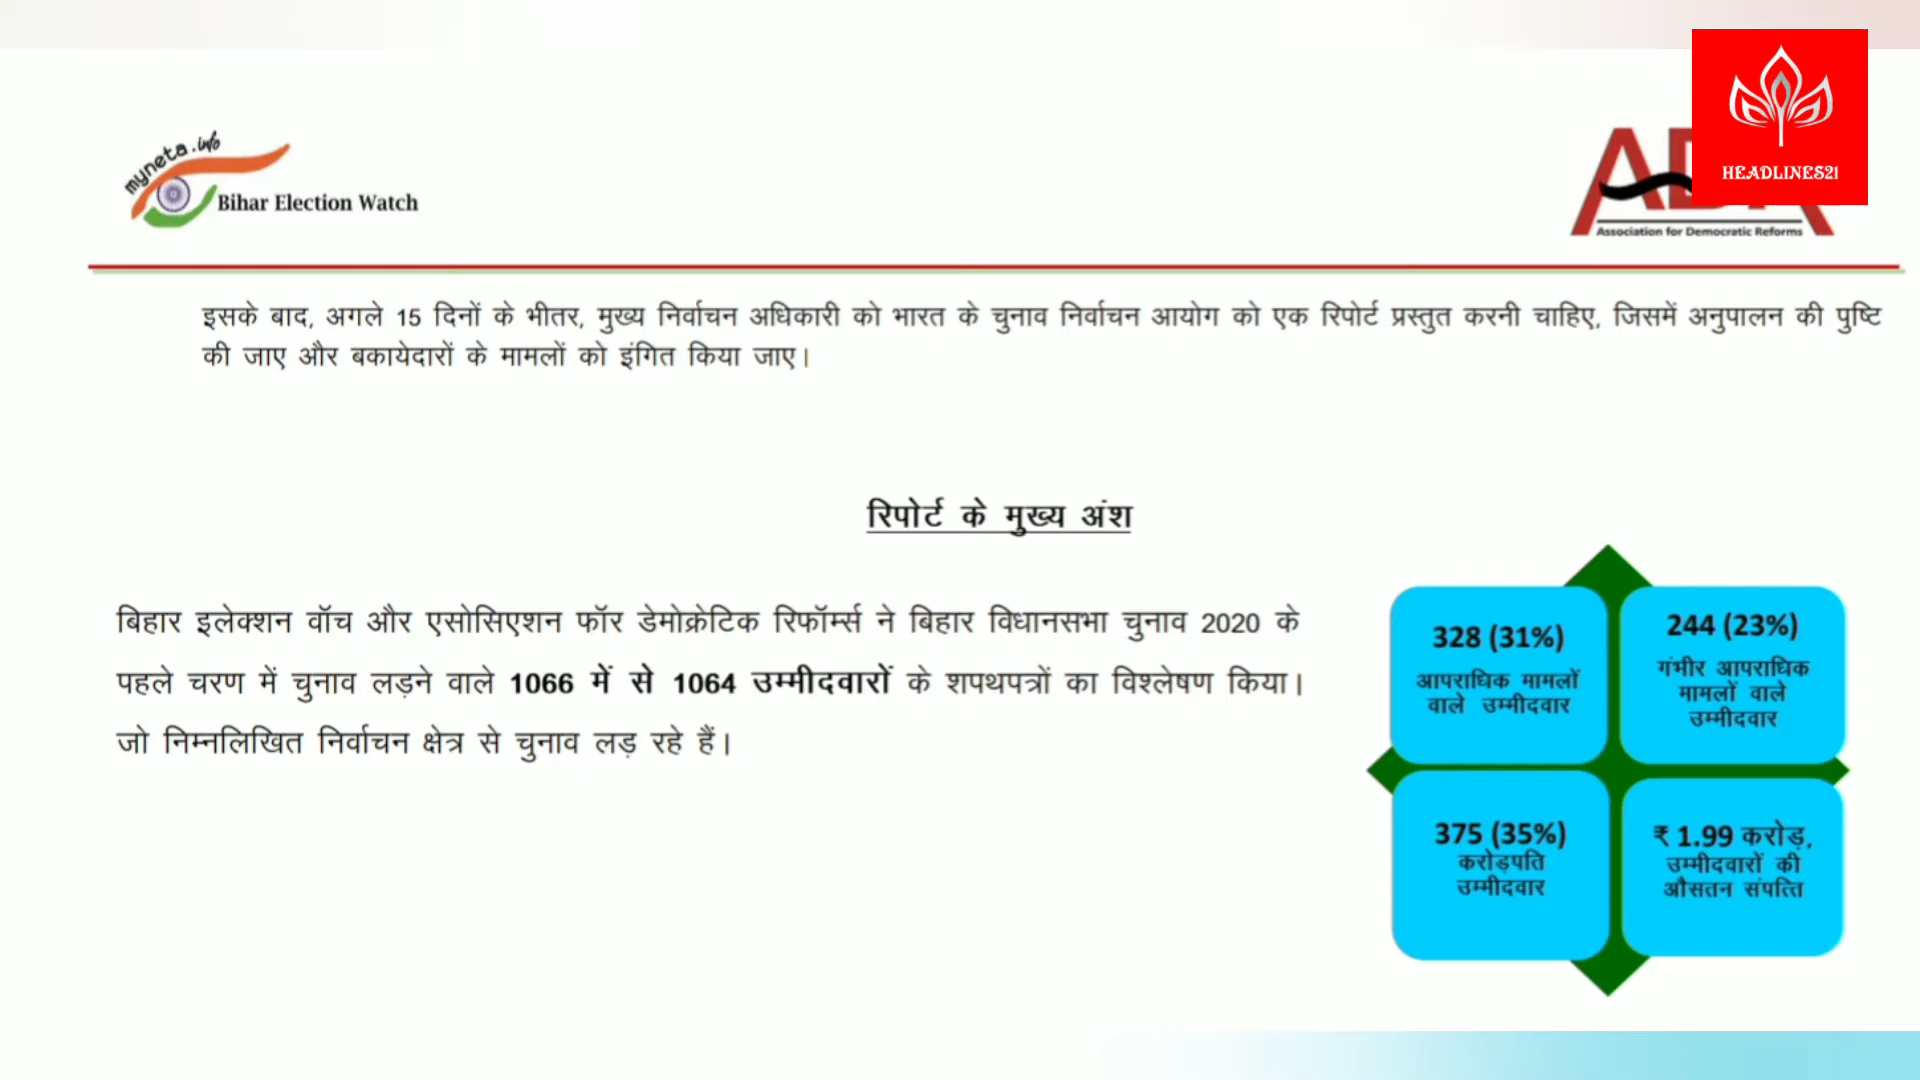 myneta.info
Bihar Election Watch
HEADLINES21
Association for Democratic Reforms
इसके बाद, अगले 15 दिनों के भीतर, मुख्य निर्वाचन अधिकारी को भारत के चुनाव निर्वाचन आयोग को एक रिपोर्ट प्रस्तुत करनी चाहिए, जिसमें अनुपालन की पुष्टि
की जाए और बकायेदारों के मामलों को इंगित किया जाए।
रिपोर्ट के मुख्य अंश
बिहार इलेक्शन वॉच और एसोसिएशन फॉर डेमोक्रेटिक रिफॉर्म्स ने बिहार विधानसभा चुनाव 2020 के
पहले चरण में चुनाव लड़ने वाले 1066 में से 1064 उम्मीदवारों के शपथपत्रों का विश्लेषण किया।
जो निम्नलिखित निर्वाचन क्षेत्र से चुनाव लड़ रहे हैं।
328 (31%)
आपराधिक मामलों
वाले उम्मीदवार
244 (23%)
गंभीर आपराधिक
मामलों वाले
उम्मीदवार
375 (35%)
करोड़पति
उम्मीदवार
₹ 1.99 करोड़,
उम्मीदवारों की
औसतन संपत्ति